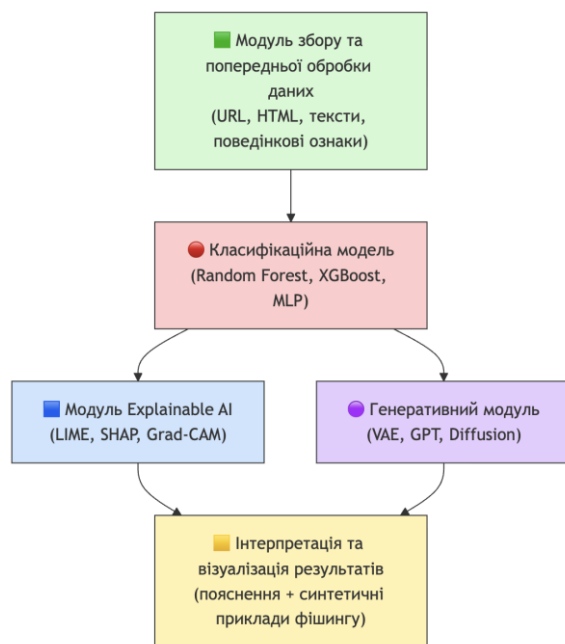 🟩 Модуль збору та
попередньої обробки
даних
(URL, HTML, тексти,
поведінкові ознаки)
🔴 Класифікаційна модель
(Random Forest, XGBoost,
MLP)
🟦 Модуль Explainable AI
(LIME, SHAP, Grad-CAM)
🟣 Генеративний модуль
(VAE, GPT, Diffusion)
🟨 Інтерпретація та
візуалізація результатів
(пояснення + синтетичні
приклади фішингу)